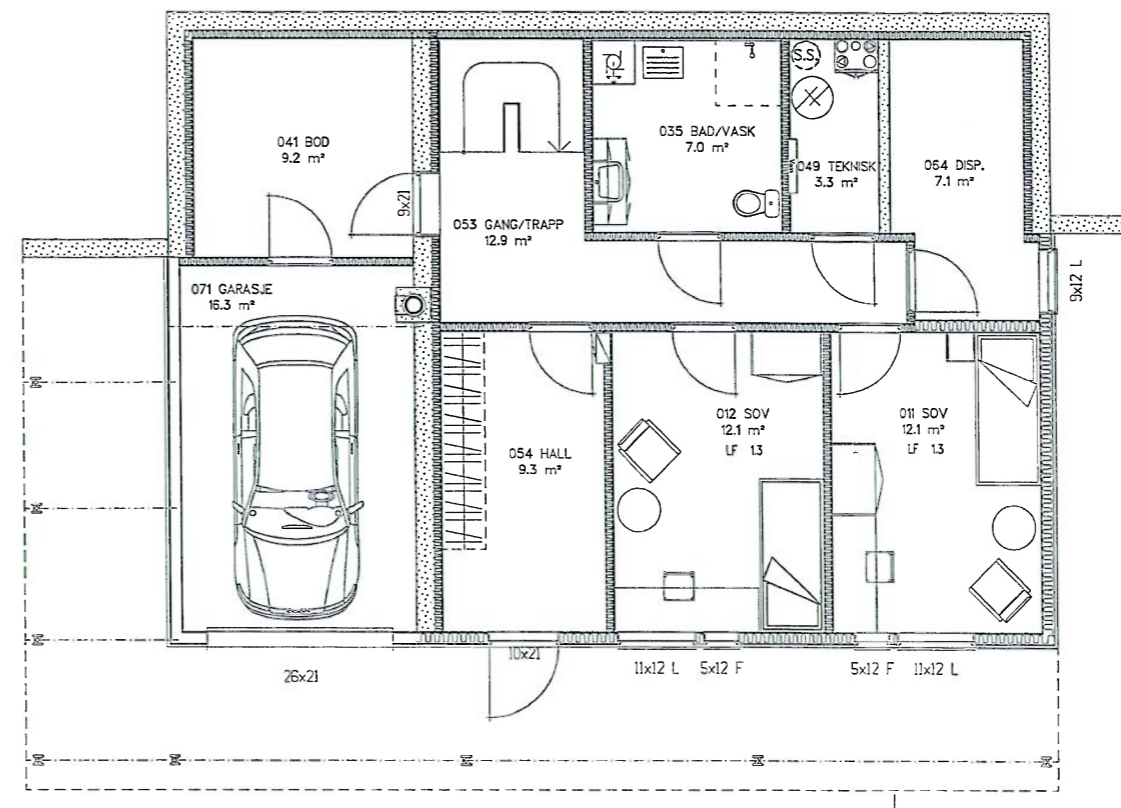 S.S.
041 BOD
9.2 m²
035 BAD/VASK
7.0 m²
049 TEKNISK
3.3 m²
064 DISP.
7.1 m²
9x21
053 GANG/TRAPP
12.9 m²
071 GARASJE
16.3 m²
9x12 L
054 HALL
9.3 m²
012 SOV
12.1 m²
LF 1.3
011 SOV
12.1 m²
LF 1.3
26x21
10x21
11x12 L
5x12 F
5x12 F
11x12 L